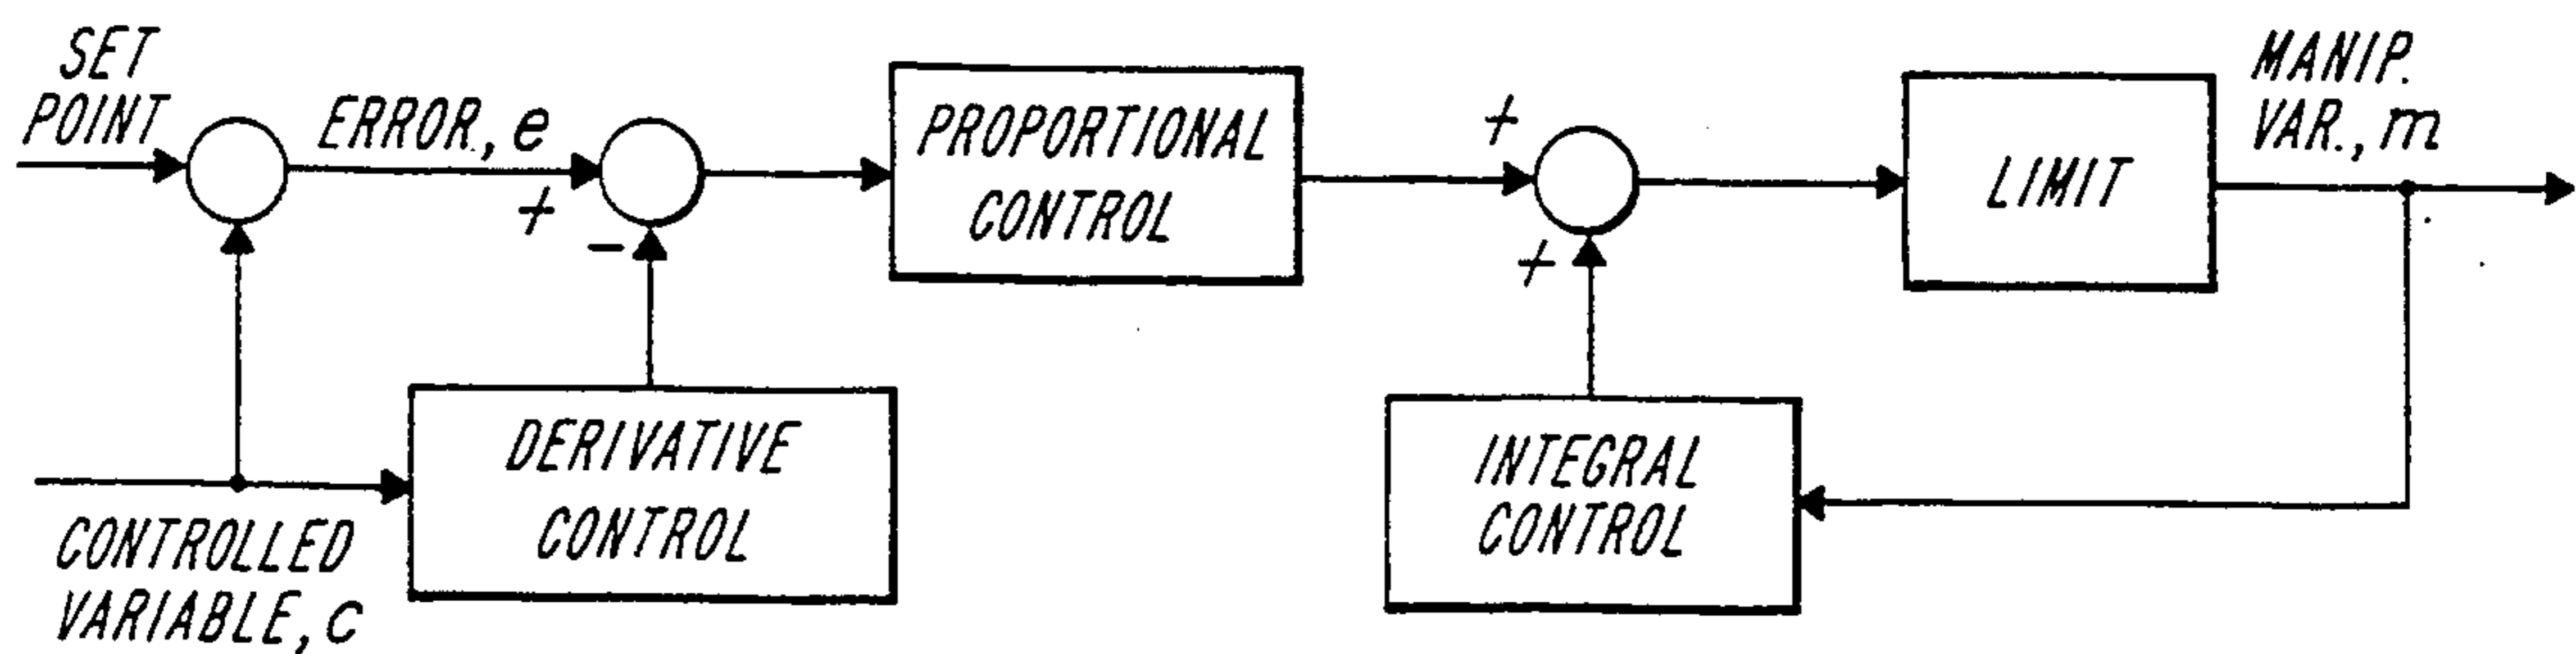 SET
POINT
ERROR, e
+
-
PROPORTIONAL
CONTROL
+
+
LIMIT
MANIP.
VAR., m
DERIVATIVE
CONTROL
INTEGRAL
CONTROL
CONTROLLED
VARIABLE, c